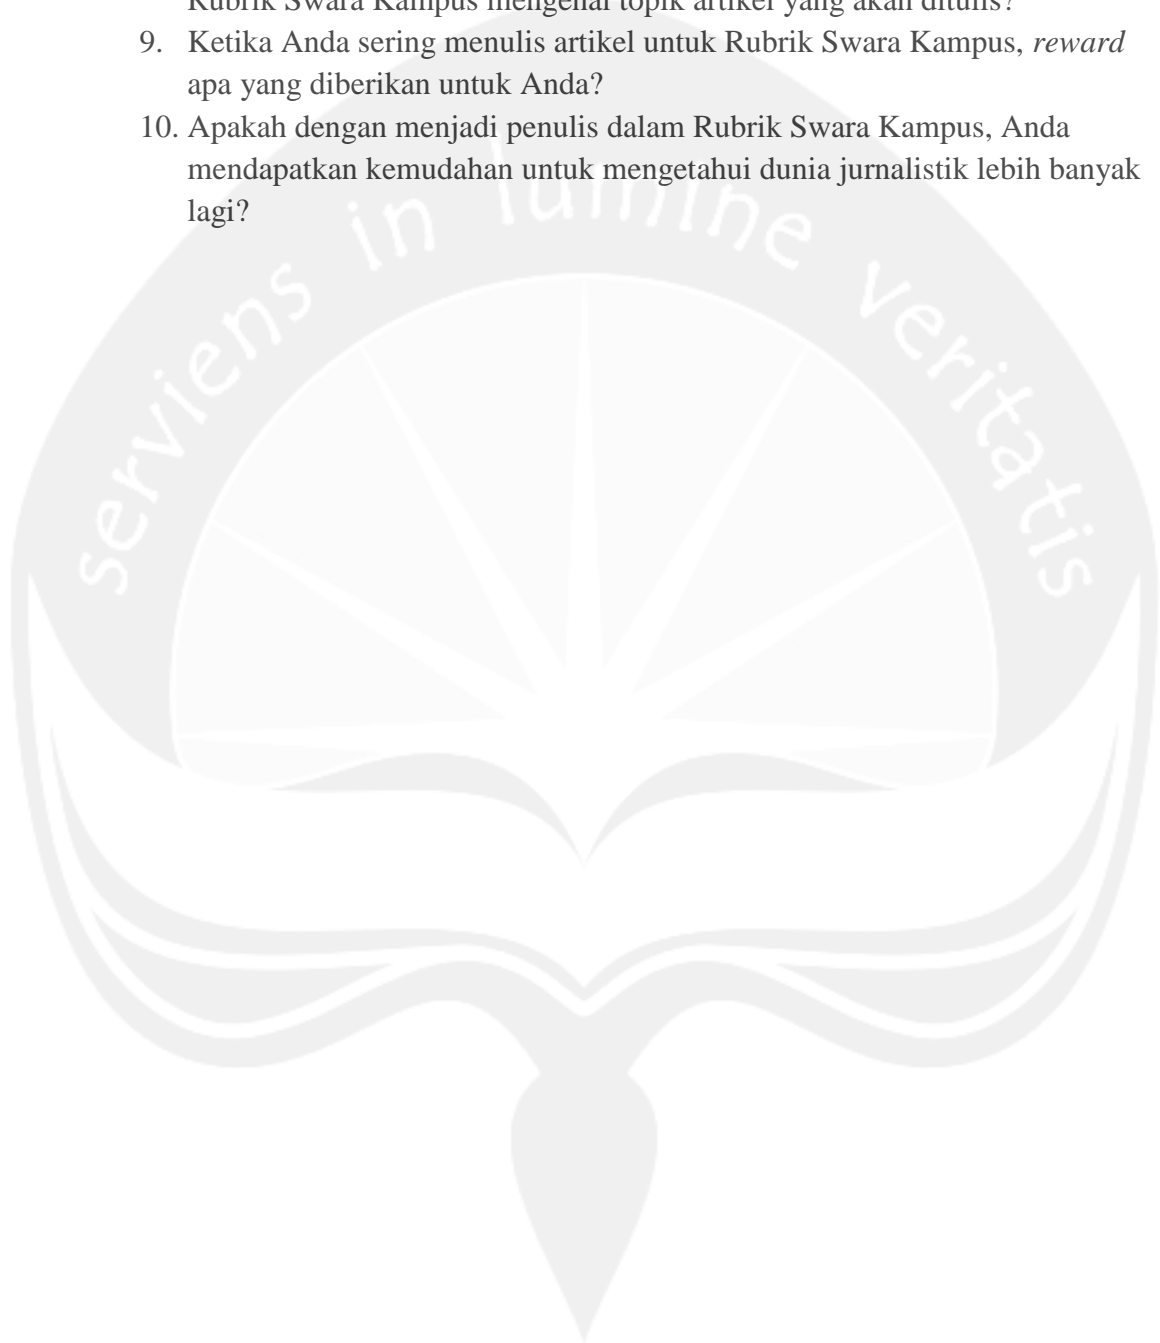 Rubrik Swara Kampus mengenai topik artikel yang akan ditulis?
9. Ketika Anda sering menulis artikel untuk Rubrik Swara Kampus, reward
apa yang diberikan untuk Anda?
10. Apakah dengan menjadi penulis dalam Rubrik Swara Kampus, Anda
mendapatkan kemudahan untuk mengetahui dunia jurnalistik lebih banyak
lagi?
serviens in lumine veritatis